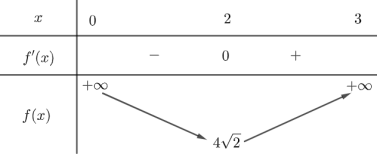 x 0 2 3
f′(x) − 0 +
+∞ +∞
f(x)
4√2